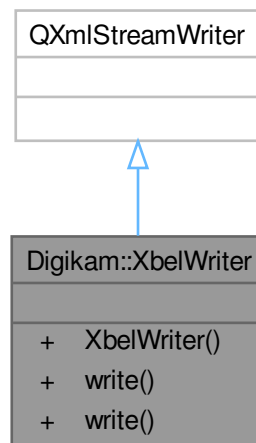 QXmlStreamWriter
Digikam::XbelWriter
+ XbelWriter()
+ write()
+ write()